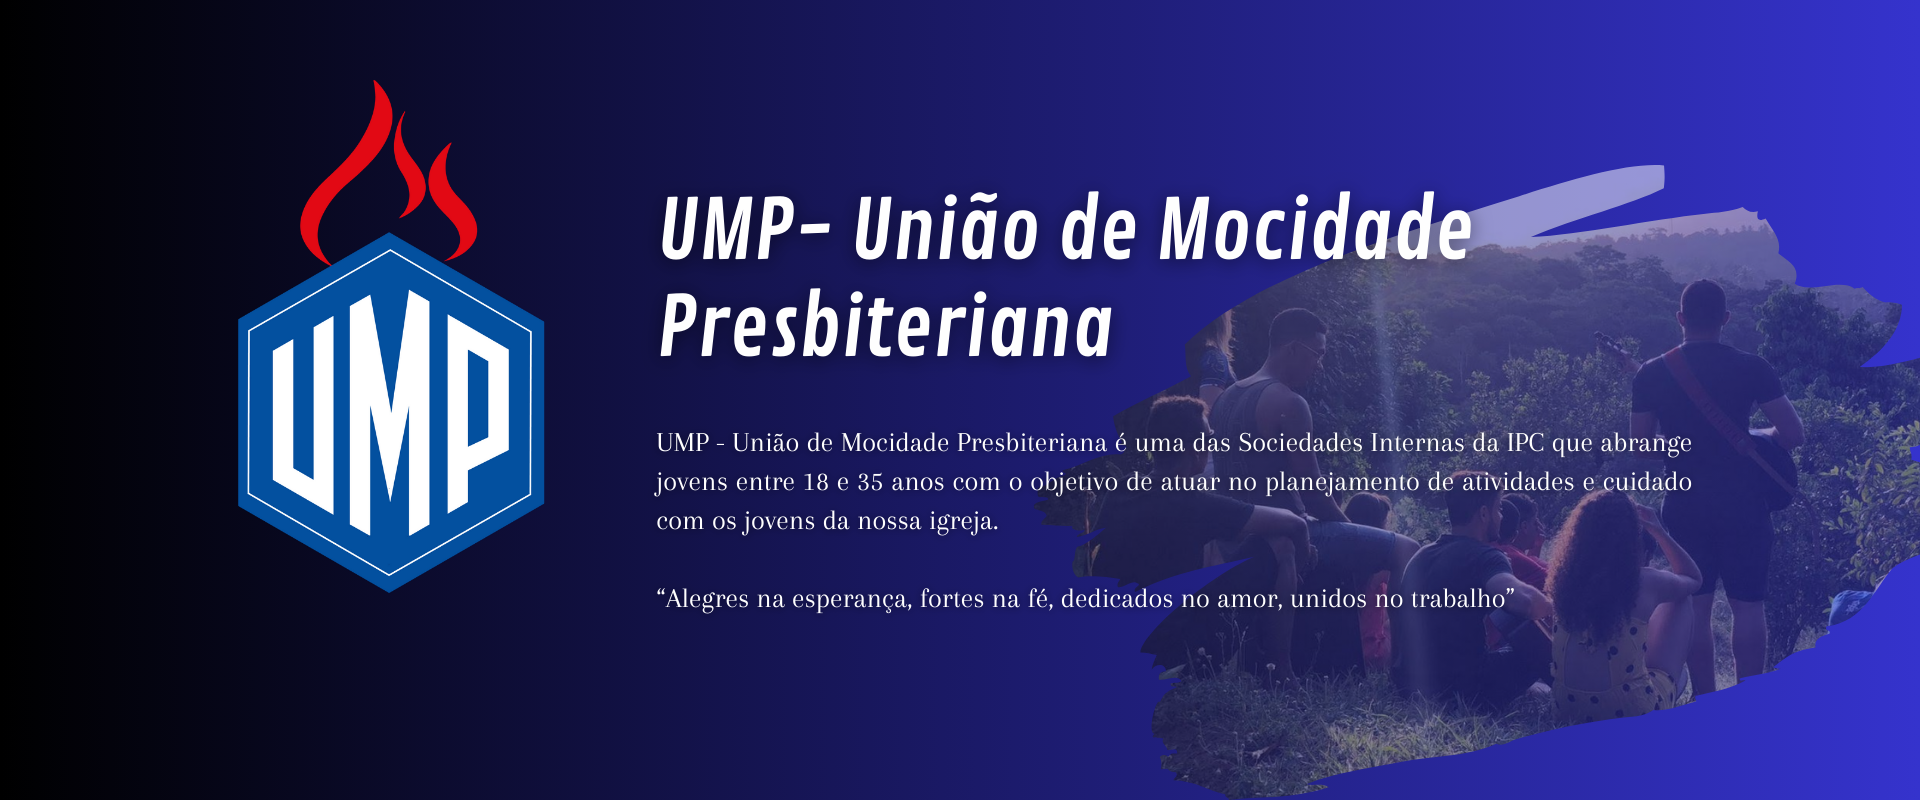 UMP
UMP- União de Mocidade
Presbiteriana
UMP - União de Mocidade Presbiteriana é uma das Sociedades Internas da IPC que abrange
jovens entre 18 e 35 anos com o objetivo de atuar no planejamento de atividades e cuidado
com os jovens da nossa igreja.
“Alegres na esperança, fortes na fé, dedicados no amor, unidos no trabalho”